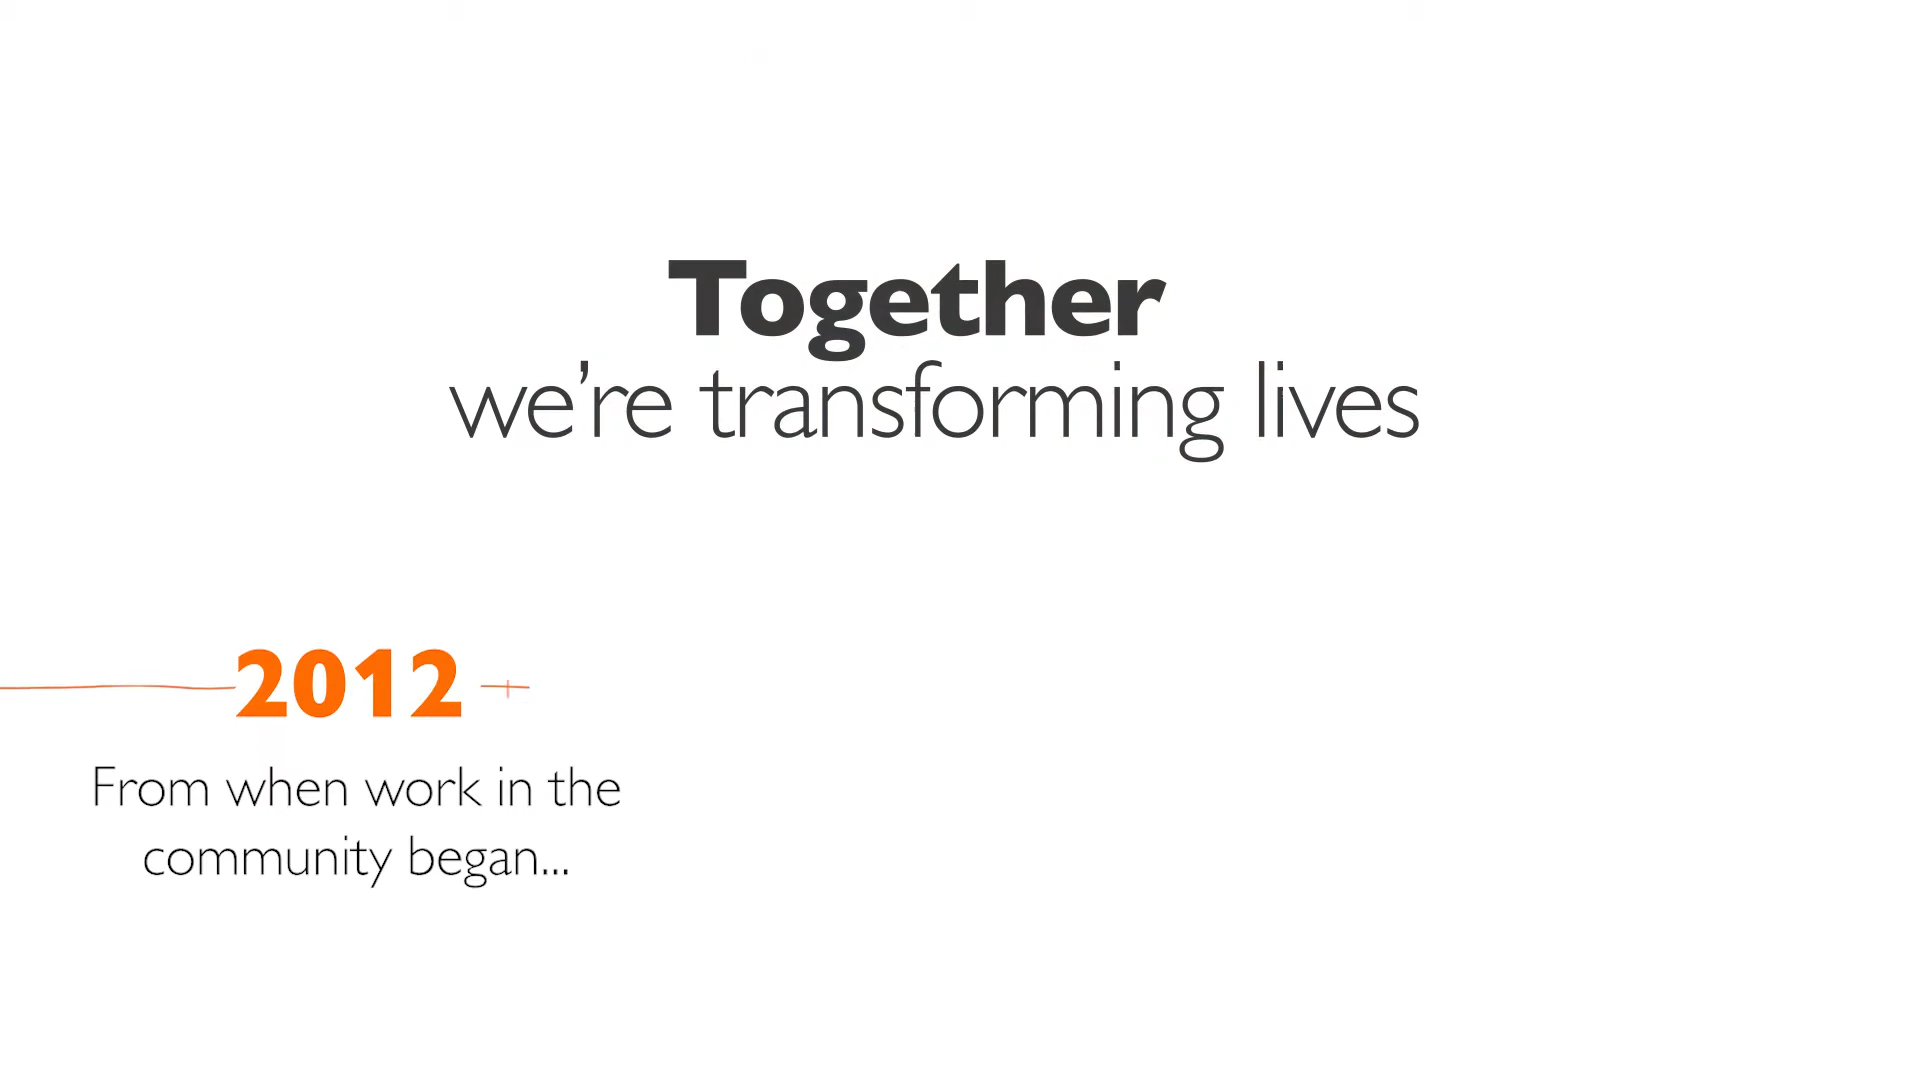 Together
we’re transforming lives
2012
From when work in the
community began...